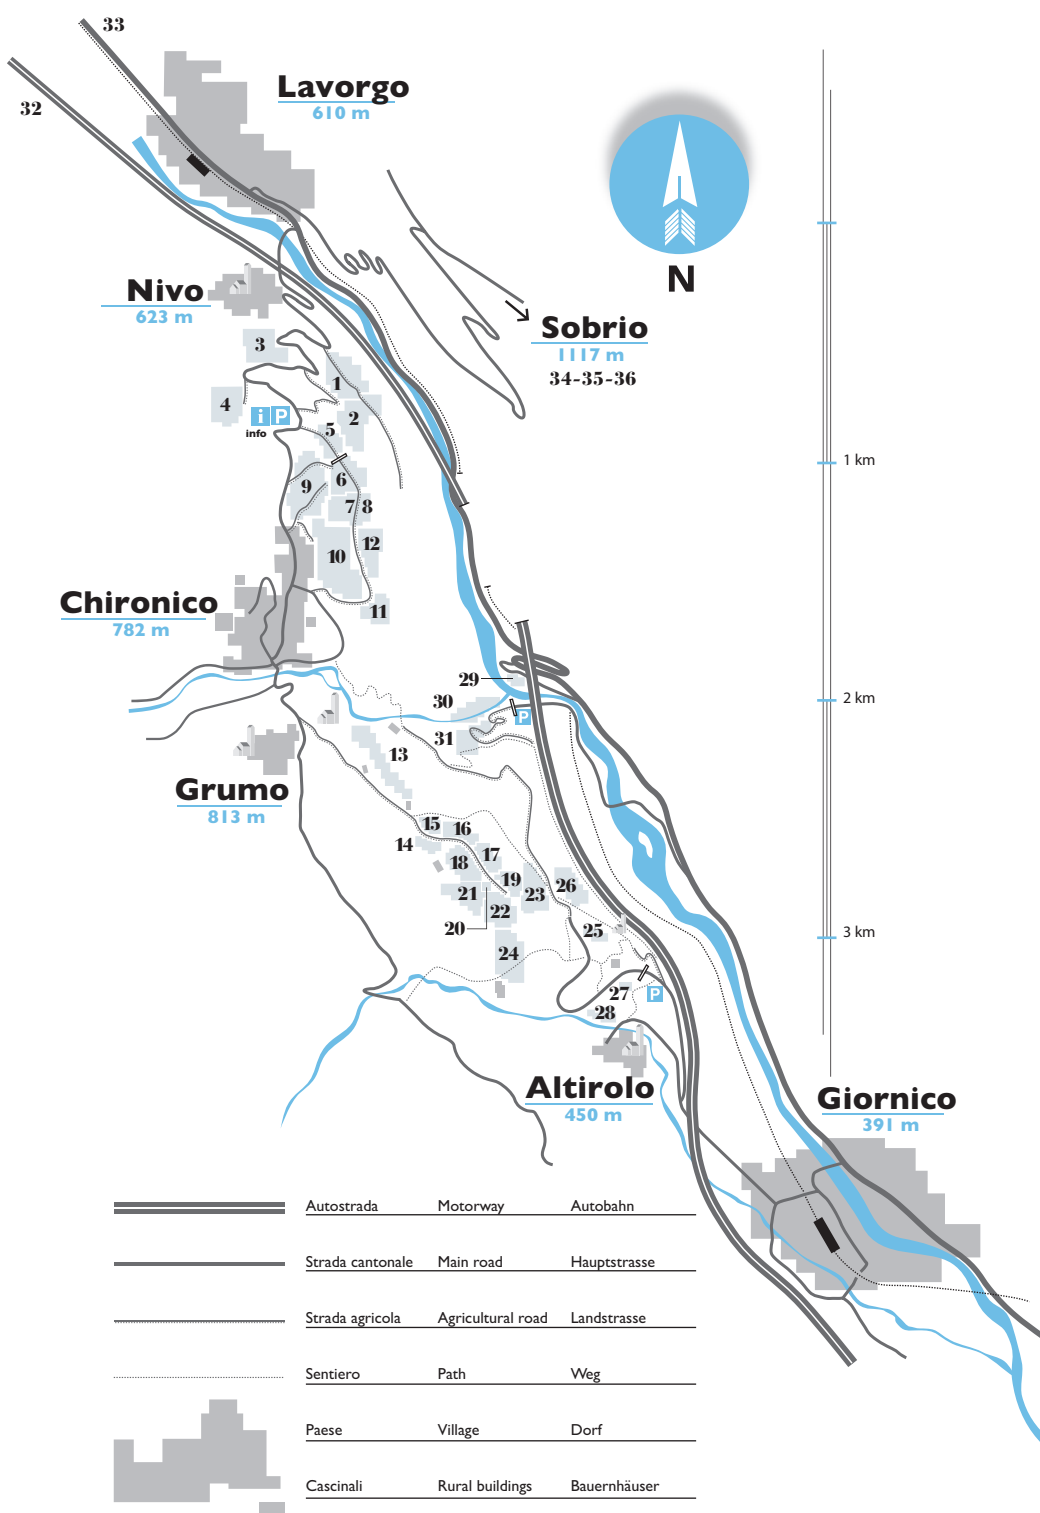 33
32
Lavorgo
610 m
N
Nivo
623 m
Sobrio
1117 m
34-35-36
3
1
4
2
i P
info
5
6
9
7
8
1 km
10
12
11
Chironico
782 m
29
30
P
2 km
31
13
Grumo
813 m
15
16
14
17
18
19
26
21
23
22
20
25
3 km
24
27
P
28
Altirolo
450 m
Giornico
391 m
Autostrada Motorway Autobahn
Strada cantonale Main road Hauptstrasse
Strada agricola Agricultural road Landstrasse
Sentiero Path Weg
Paese Village Dorf
Cascinali Rural buildings Bauernhäuser